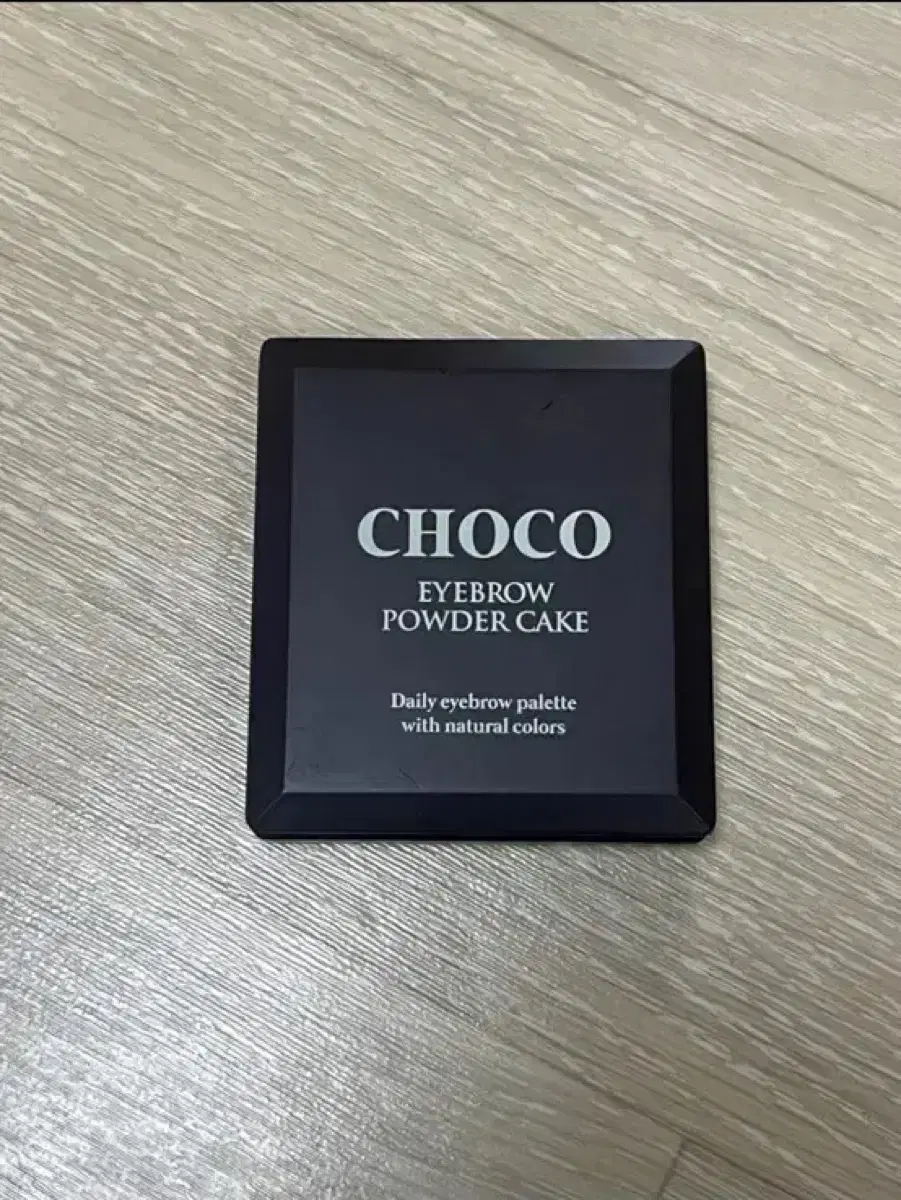 CHOCO
EYEBROW
POWDER CAKE
Daily eyebrow palette
with natural colors